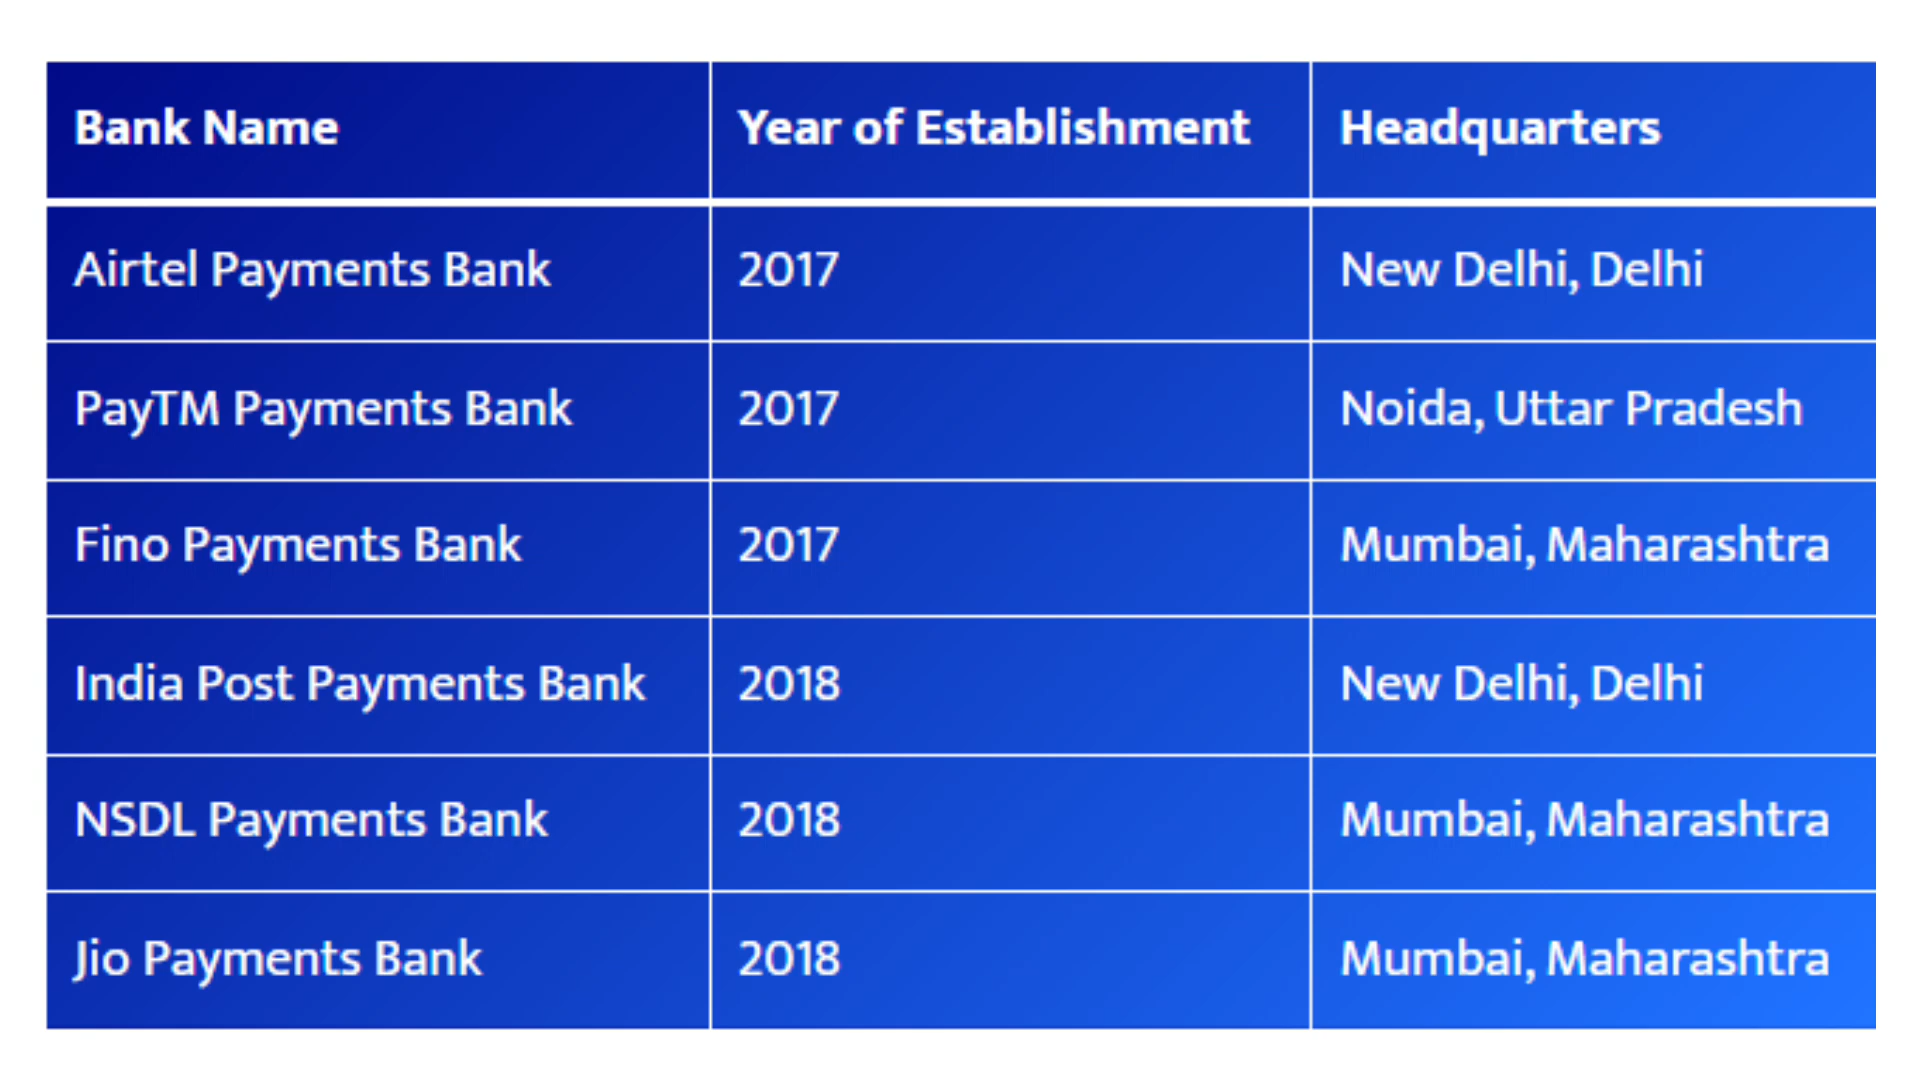 Bank Name Year of Establishment Headquarters
Airtel Payments Bank 2017 New Delhi, Delhi
PayTM Payments Bank 2017 Noida, Uttar Pradesh
Fino Payments Bank 2017 Mumbai, Maharashtra
India Post Payments Bank 2018 New Delhi, Delhi
NSDL Payments Bank 2018 Mumbai, Maharashtra
Jio Payments Bank 2018 Mumbai, Maharashtra